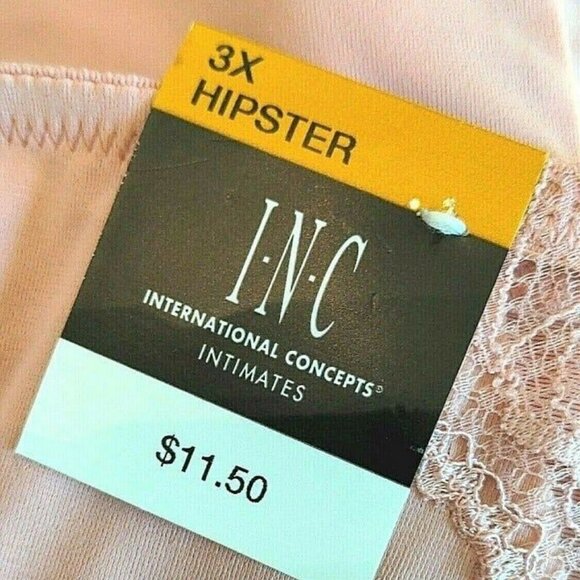 3X
HIPSTER
I·N·C
INTERNATIONAL CONCEPTS®
INTIMATES
$11.50